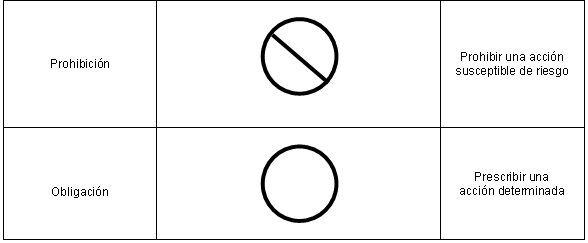 Prohibición
Prohibir una acción
susceptible de riesgo
Obligación
Prescribir una
acción determinada